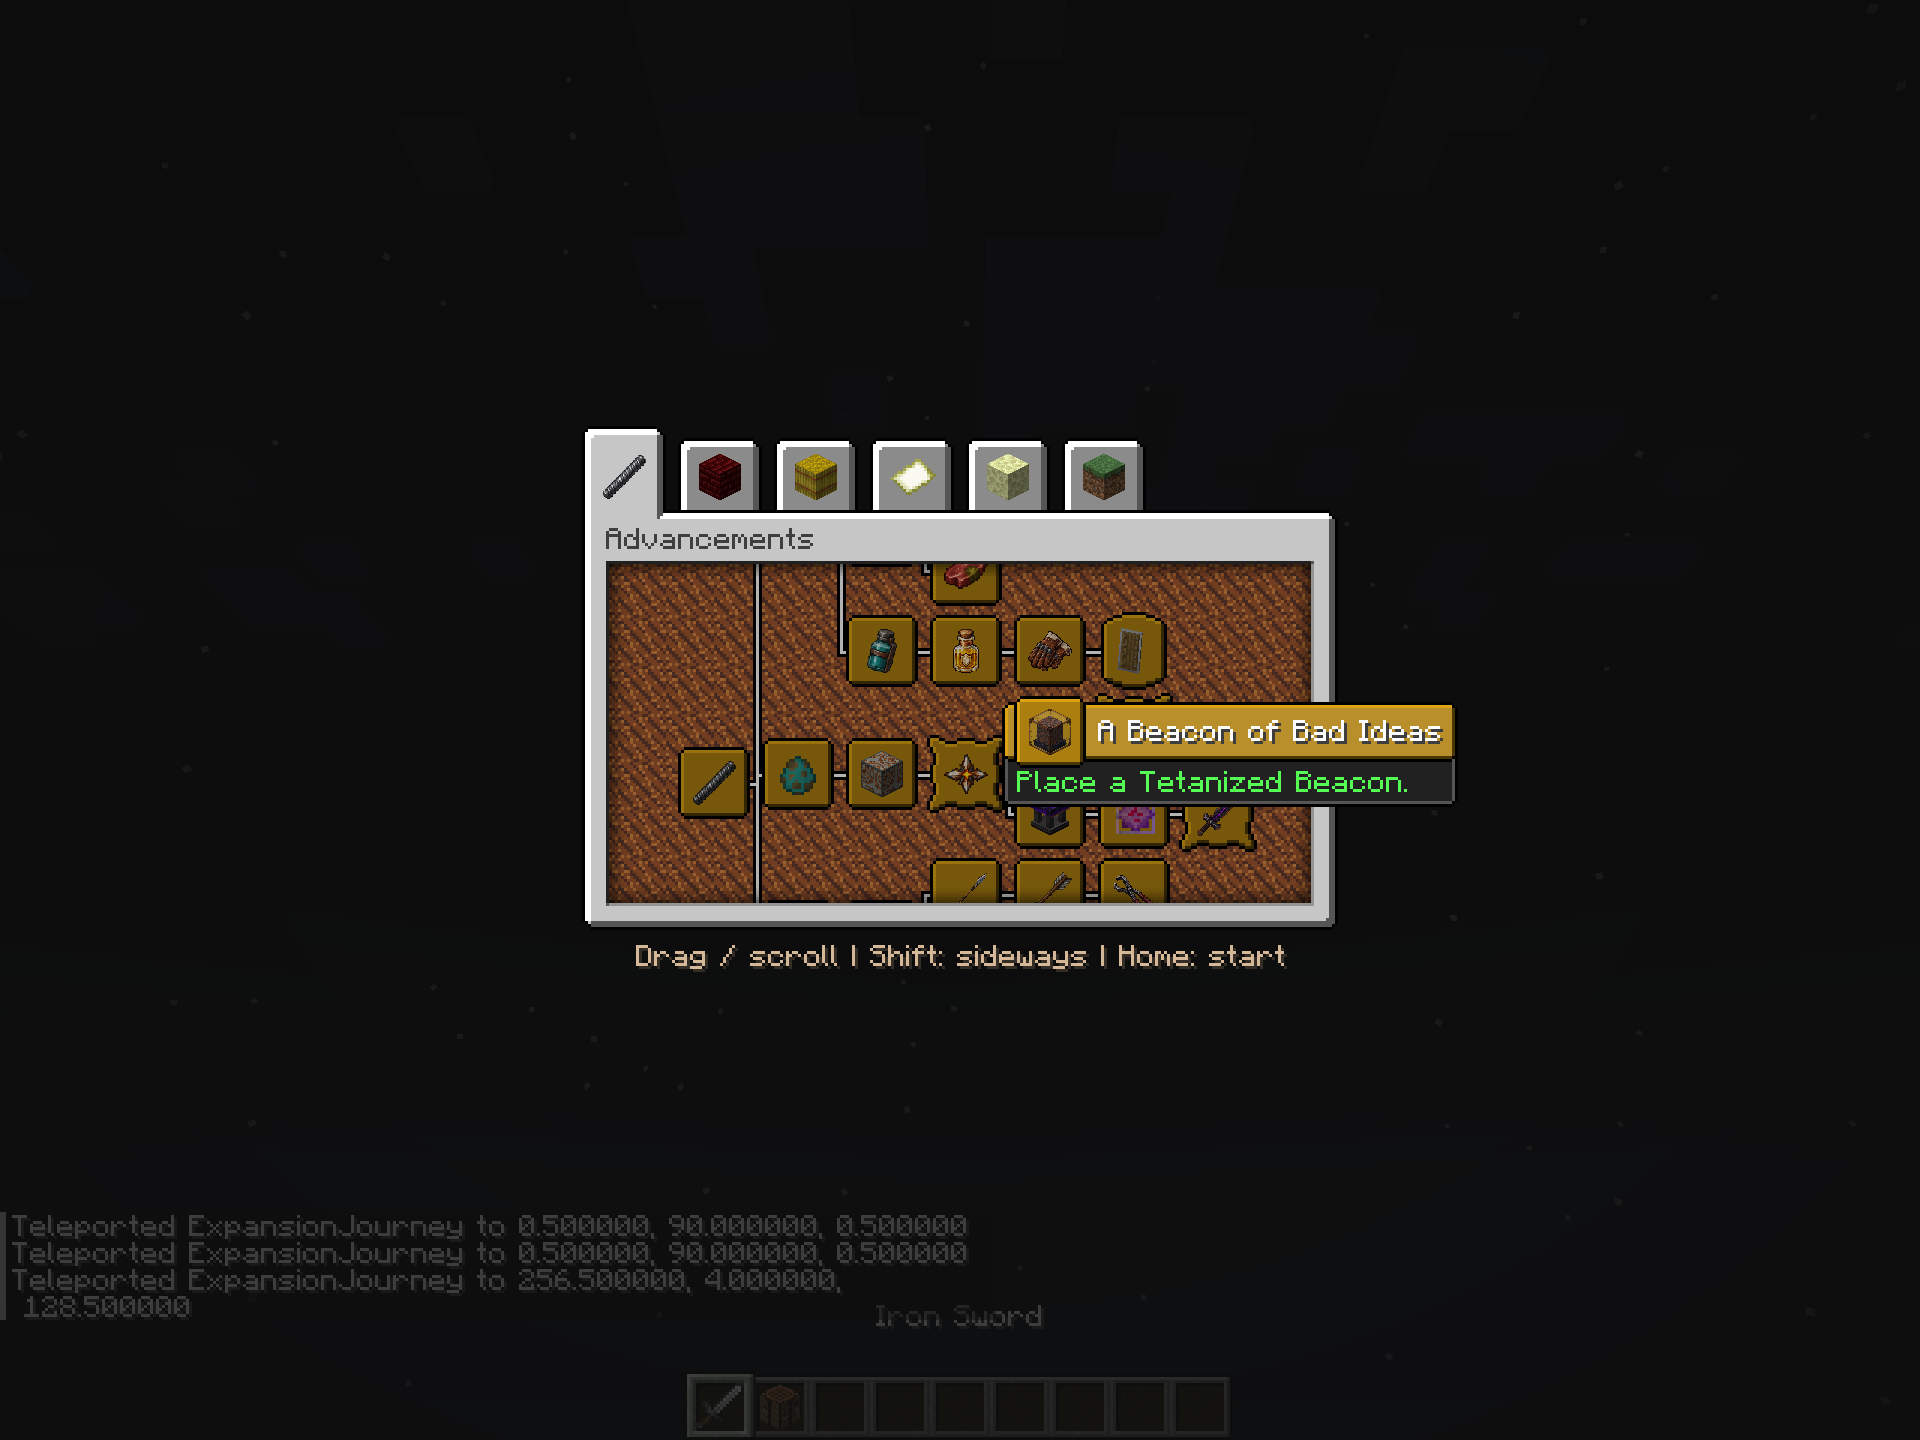 Advancements
A Beacon of Bad Ideas
Place a Tetanized Beacon.
Drag / scroll | Shift: sideways | Home: start
Teleported ExpansionJourney to 0.500000, 90.000000, 0.500000
Teleported ExpansionJourney to 0.500000, 90.000000, 0.500000
Teleported ExpansionJourney to 256.500000, 4.000000,
128.500000
Iron Sword